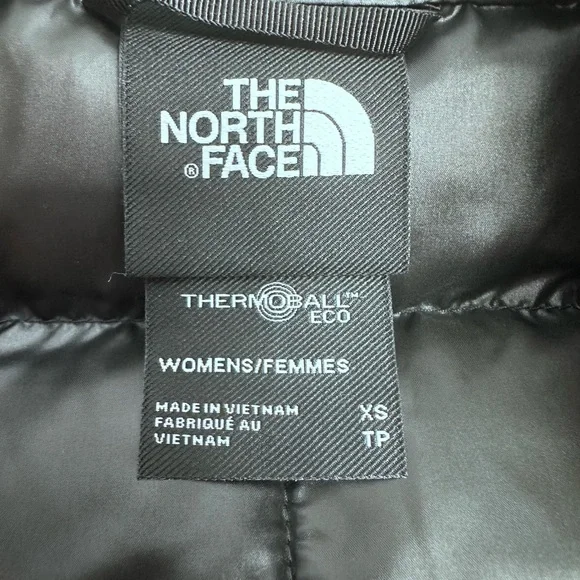 THE
NORTH
® FACE
THERMOBALL™
ECO
WOMENS/FEMMES
MADE IN VIETNAM XS
FABRIQUÉ AU
VIETNAM TP